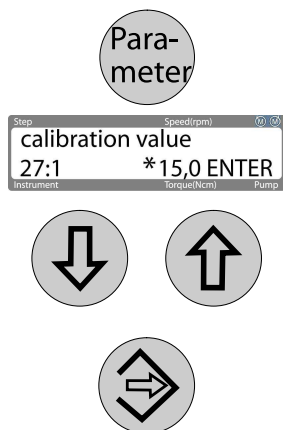 Para-
meter
Step Speed(rpm) M M
calibration value
27:1 *15,0 ENTER
Instrument Torque(Ncm) Pump